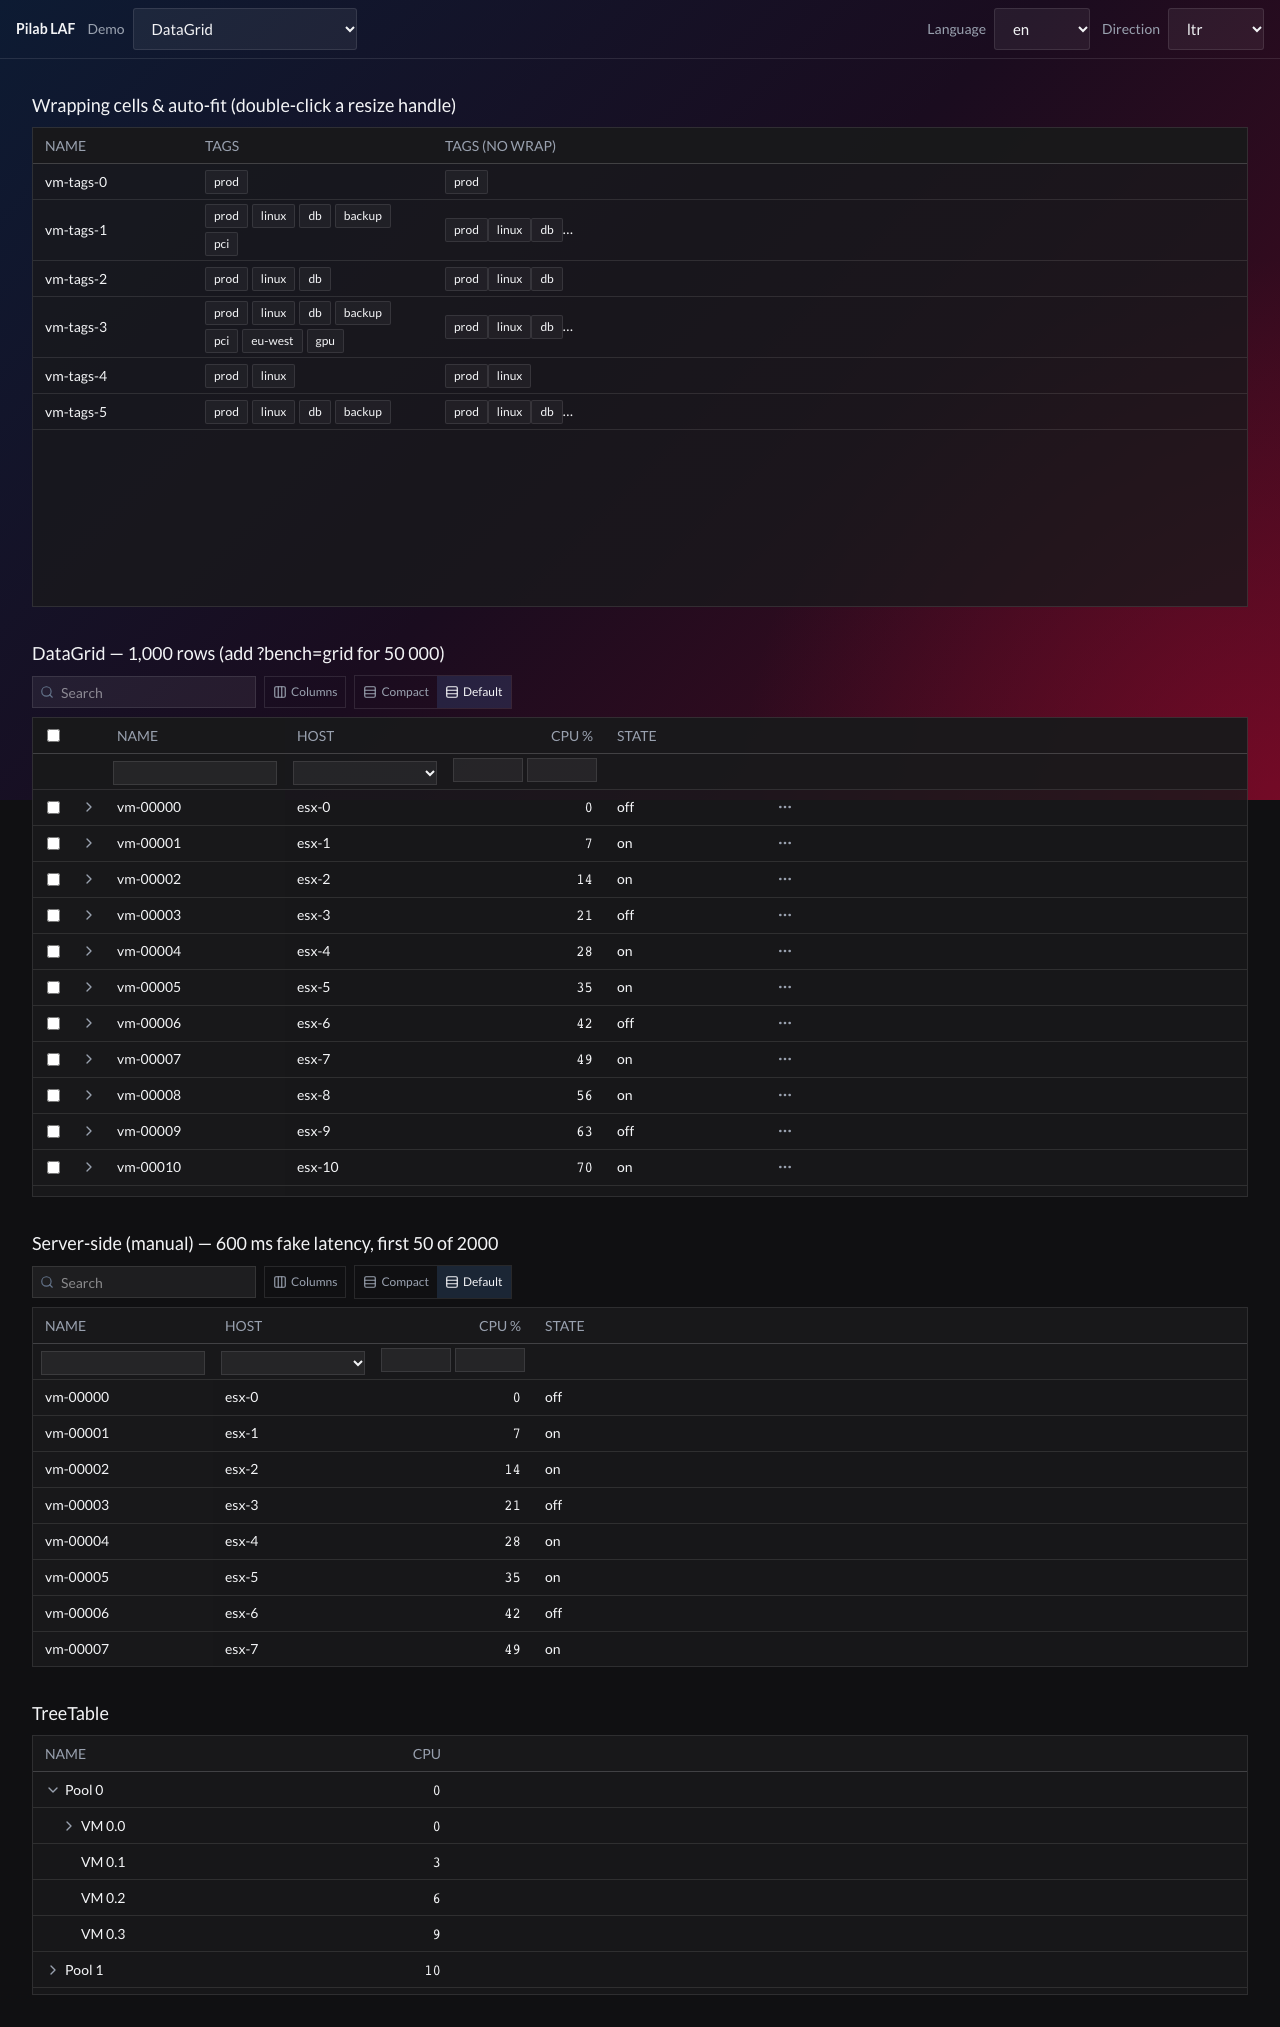 Pilab LAF Demo DataGrid Language en Direction ltr
Wrapping cells & auto-fit (double-click a resize handle)
NAME TAGS TAGS (NO WRAP)
vm-tags-0 prod prod
vm-tags-1 prod linux db backup pci prod linux db...
vm-tags-2 prod linux db prod linux db
vm-tags-3 prod linux db backup pci eu-west gpu prod linux db...
vm-tags-4 prod linux prod linux
vm-tags-5 prod linux db backup prod linux db...
DataGrid — 1,000 rows (add ?bench=grid for 50 000)
Search Columns Compact Default
NAME HOST CPU % STATE
vm-00000 esx-0 0 off ···
vm-00001 esx-1 7 on ···
vm-00002 esx-2 14 on ···
vm-00003 esx-3 21 off ···
vm-00004 esx-4 28 on ···
vm-00005 esx-5 35 on ···
vm-00006 esx-6 42 off ···
vm-00007 esx-7 49 on ···
vm-00008 esx-8 56 on ···
vm-00009 esx-9 63 off ···
vm-00010 esx-10 70 on ···
Server-side (manual) — 600 ms fake latency, first 50 of 2000
Search Columns Compact Default
NAME HOST CPU % STATE
vm-00000 esx-0 0 off
vm-00001 esx-1 7 on
vm-00002 esx-2 14 on
vm-00003 esx-3 21 off
vm-00004 esx-4 28 on
vm-00005 esx-5 35 on
vm-00006 esx-6 42 off
vm-00007 esx-7 49 on
TreeTable
NAME CPU
Pool 0 0
VM 0.0 0
VM 0.1 3
VM 0.2 6
VM 0.3 9
Pool 1 10